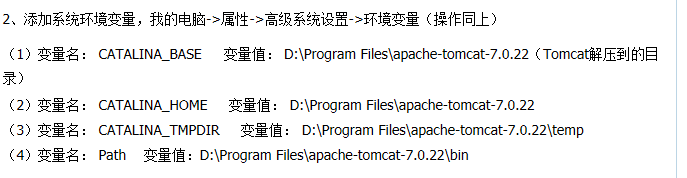 2、添加系统环境变量，我的电脑->属性->高级系统设置->环境变量（操作同上）
（1）变量名： CATALINA_BASE 变量值： D:\Program Files\apache-tomcat-7.0.22（Tomcat解压到的目
录）
（2）变量名： CATALINA_HOME 变量值： D:\Program Files\apache-tomcat-7.0.22
（3）变量名： CATALINA_TMPDIR 变量值： D:\Program Files\apache-tomcat-7.0.22\temp
（4）变量名： Path 变量值：D:\Program Files\apache-tomcat-7.0.22\bin